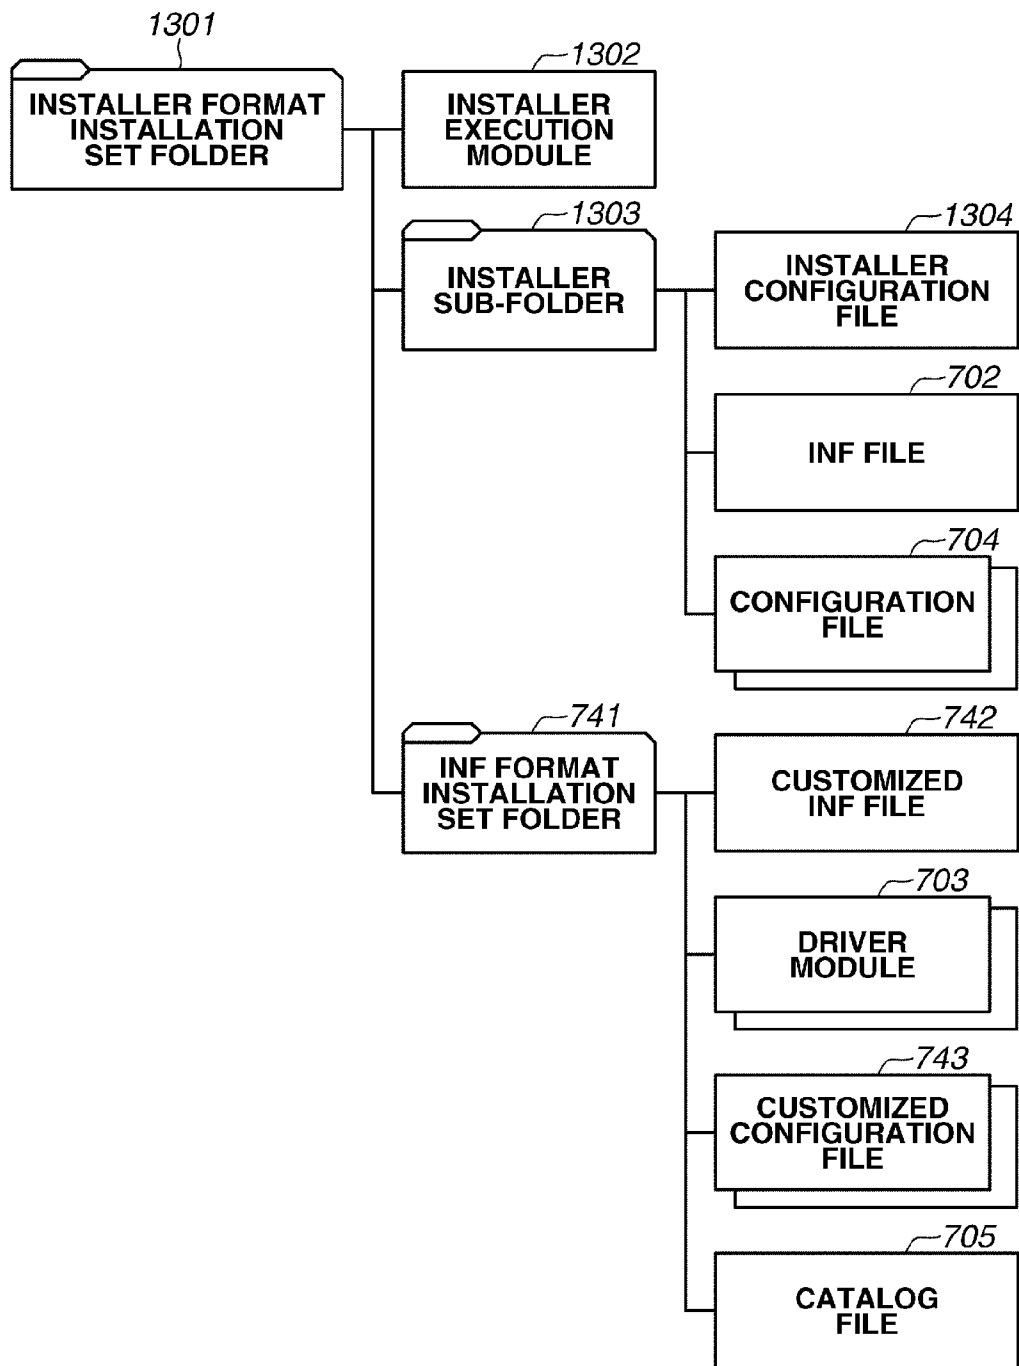 1301
INSTALLER FORMAT
INSTALLATION
SET FOLDER
1302
INSTALLER
EXECUTION
MODULE
1303
INSTALLER
SUB-FOLDER
1304
INSTALLER
CONFIGURATION
FILE
702
INF FILE
704
CONFIGURATION
FILE
741
INF FORMAT
INSTALLATION
SET FOLDER
742
CUSTOMIZED
INF FILE
703
DRIVER
MODULE
743
CUSTOMIZED
CONFIGURATION
FILE
705
CATALOG
FILE